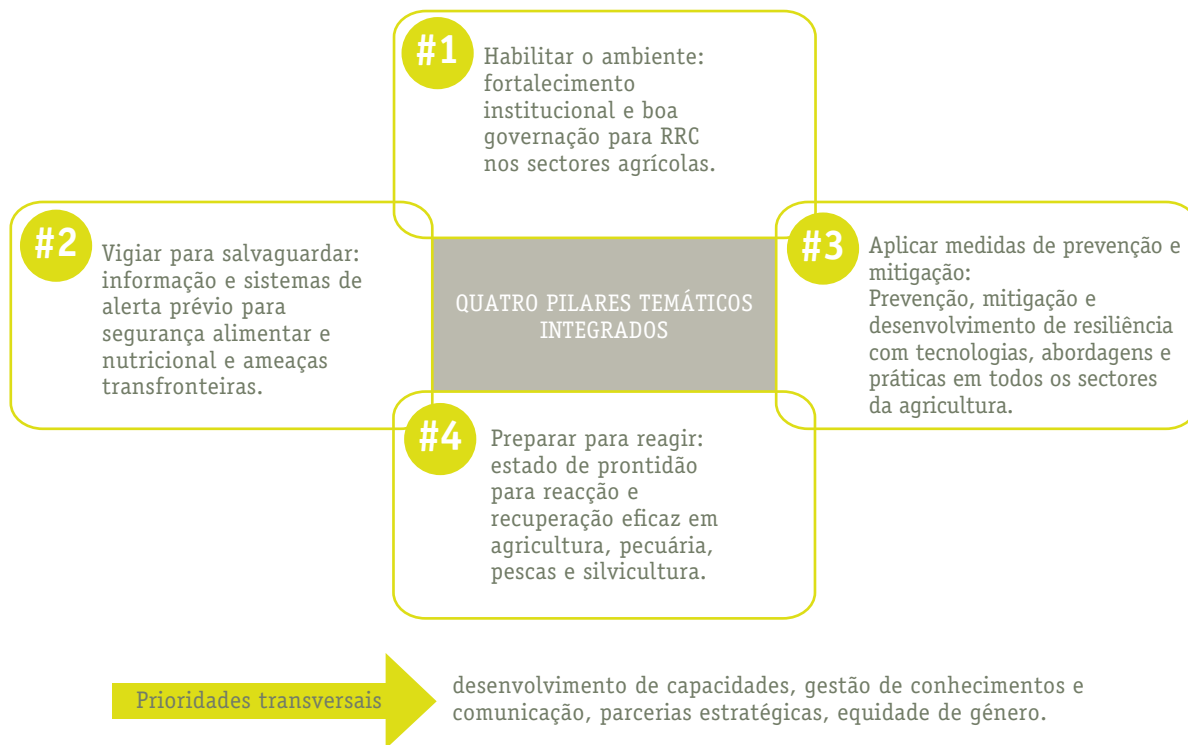 #1
Habilitar o ambiente:
fortalecimento
institucional e boa
governação para RRC
nos sectores agrícolas.
#2
Vigiar para salvaguardar:
informação e sistemas de
alerta prévio para
segurança alimentar e
nutricional e ameaças
transfronteiras.
QUATRO PILARES TEMÁTICOS
INTEGRADOS
#3
Aplicar medidas de prevenção e
mitigação:
Prevenção, mitigação e
desenvolvimento de resiliência
com tecnologias, abordagens e
práticas em todos os sectores
da agricultura.
#4
Preparar para reagir:
estado de prontidão
para reacção e
recuperação eficaz em
agricultura, pecuária,
pescas e silvicultura.
Prioridades transversais
desenvolvimento de capacidades, gestão de conhecimentos e
comunicação, parcerias estratégicas, equidade de género.